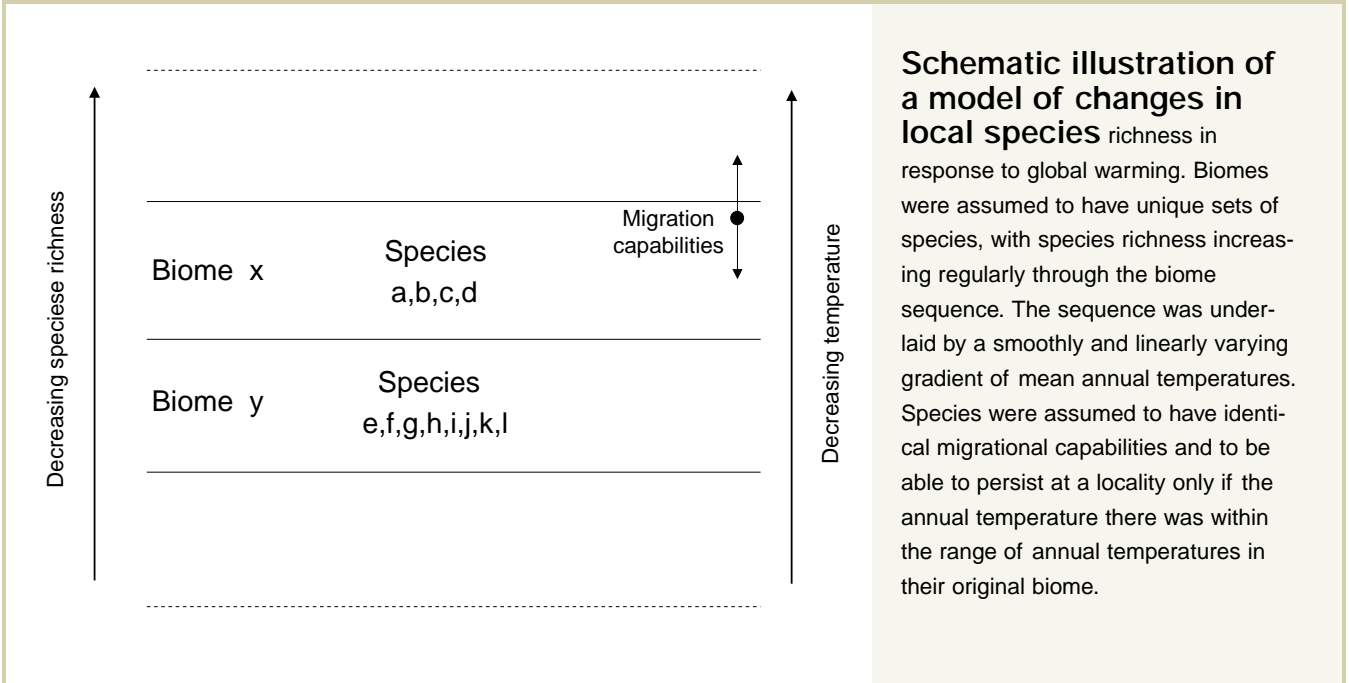 Decreasing speciese richness
Biome x
Species
a,b,c,d
Migration
capabilities
Biome y
Species
e,f,g,h,i,j,k,l
Decreasing temperature
Schematic illustration of
a model of changes in
local species richness in
response to global warming. Biomes
were assumed to have unique sets of
species, with species richness increas-
ing regularly through the biome
sequence. The sequence was under-
laid by a smoothly and linearly varying
gradient of mean annual temperatures.
Species were assumed to have identi-
cal migrational capabilities and to be
able to persist at a locality only if the
annual temperature there was within
the range of annual temperatures in
their original biome.